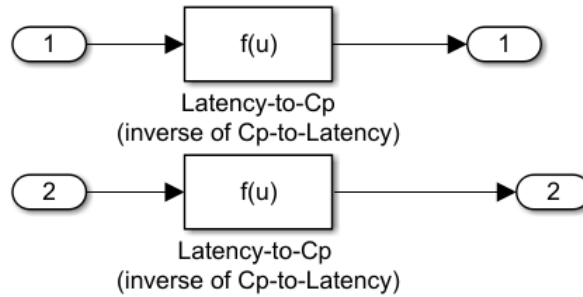 1 f(u) 1
Latency-to-Cp
(inverse of Cp-to-Latency)
2 f(u) 2
Latency-to-Cp
(inverse of Cp-to-Latency)